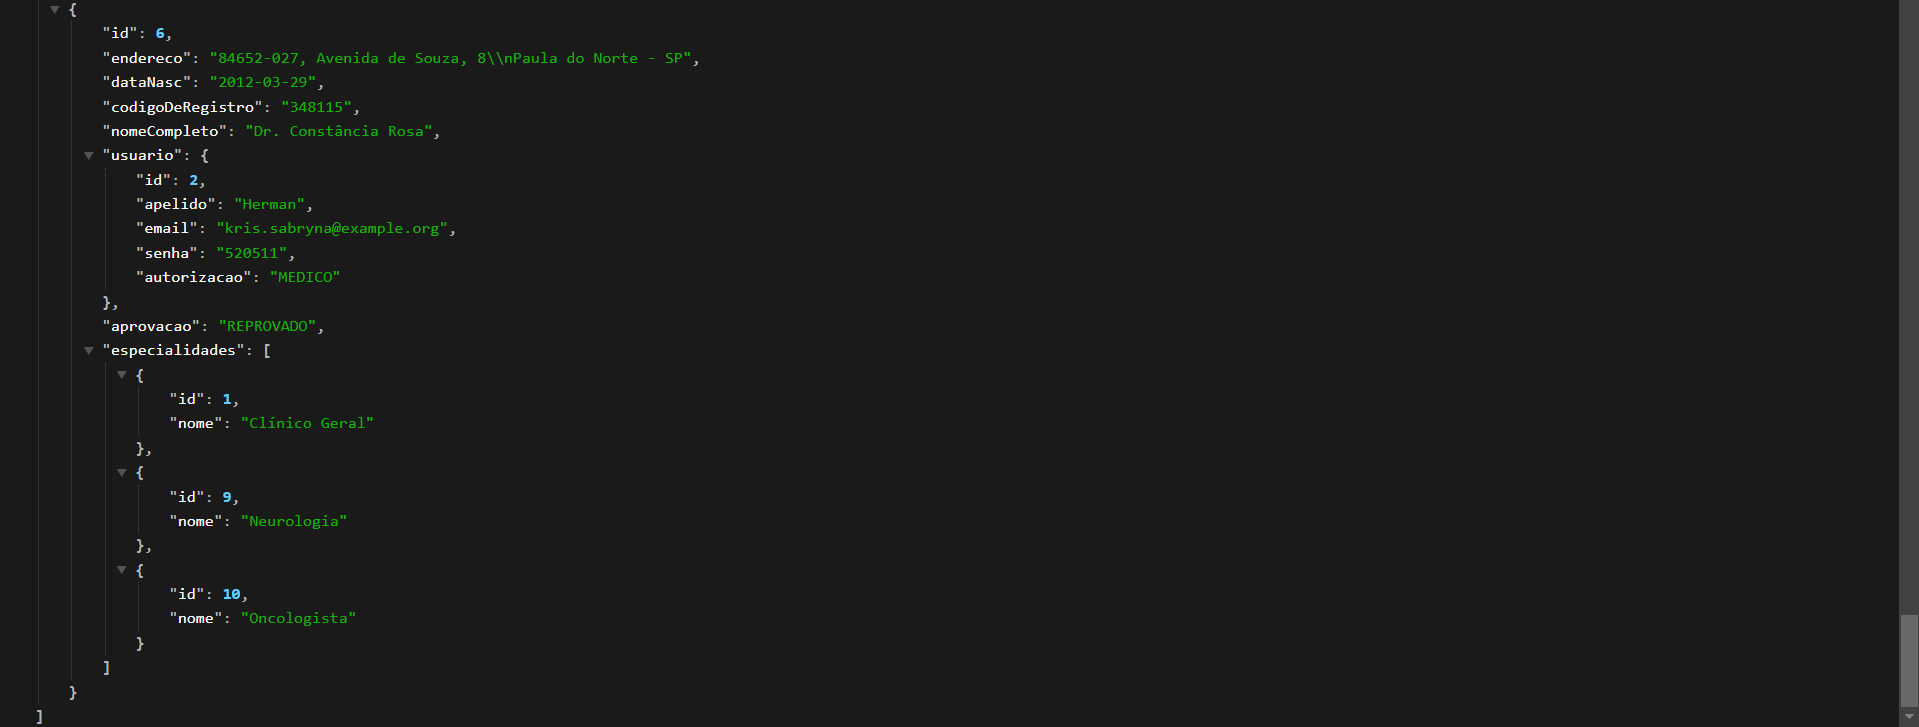 {
"id": 6,
"endereco": "84652-027, Avenida de Souza, 8\\nPaula do Norte - SP",
"dataNasc": "2012-03-29",
"codigoDeRegistro": "348115",
"nomeCompleto": "Dr. Constância Rosa",
"usuario": {
"id": 2,
"apelido": "Herman",
"email": "kris.sabryna@example.org",
"senha": "520511",
"autorizacao": "MEDICO"
},
"aprovacao": "REPROVADO",
"especialidades": [
{
"id": 1,
"nome": "Clínico Geral"
},
{
"id": 9,
"nome": "Neurologia"
},
{
"id": 10,
"nome": "Oncologista"
}
]
}
]